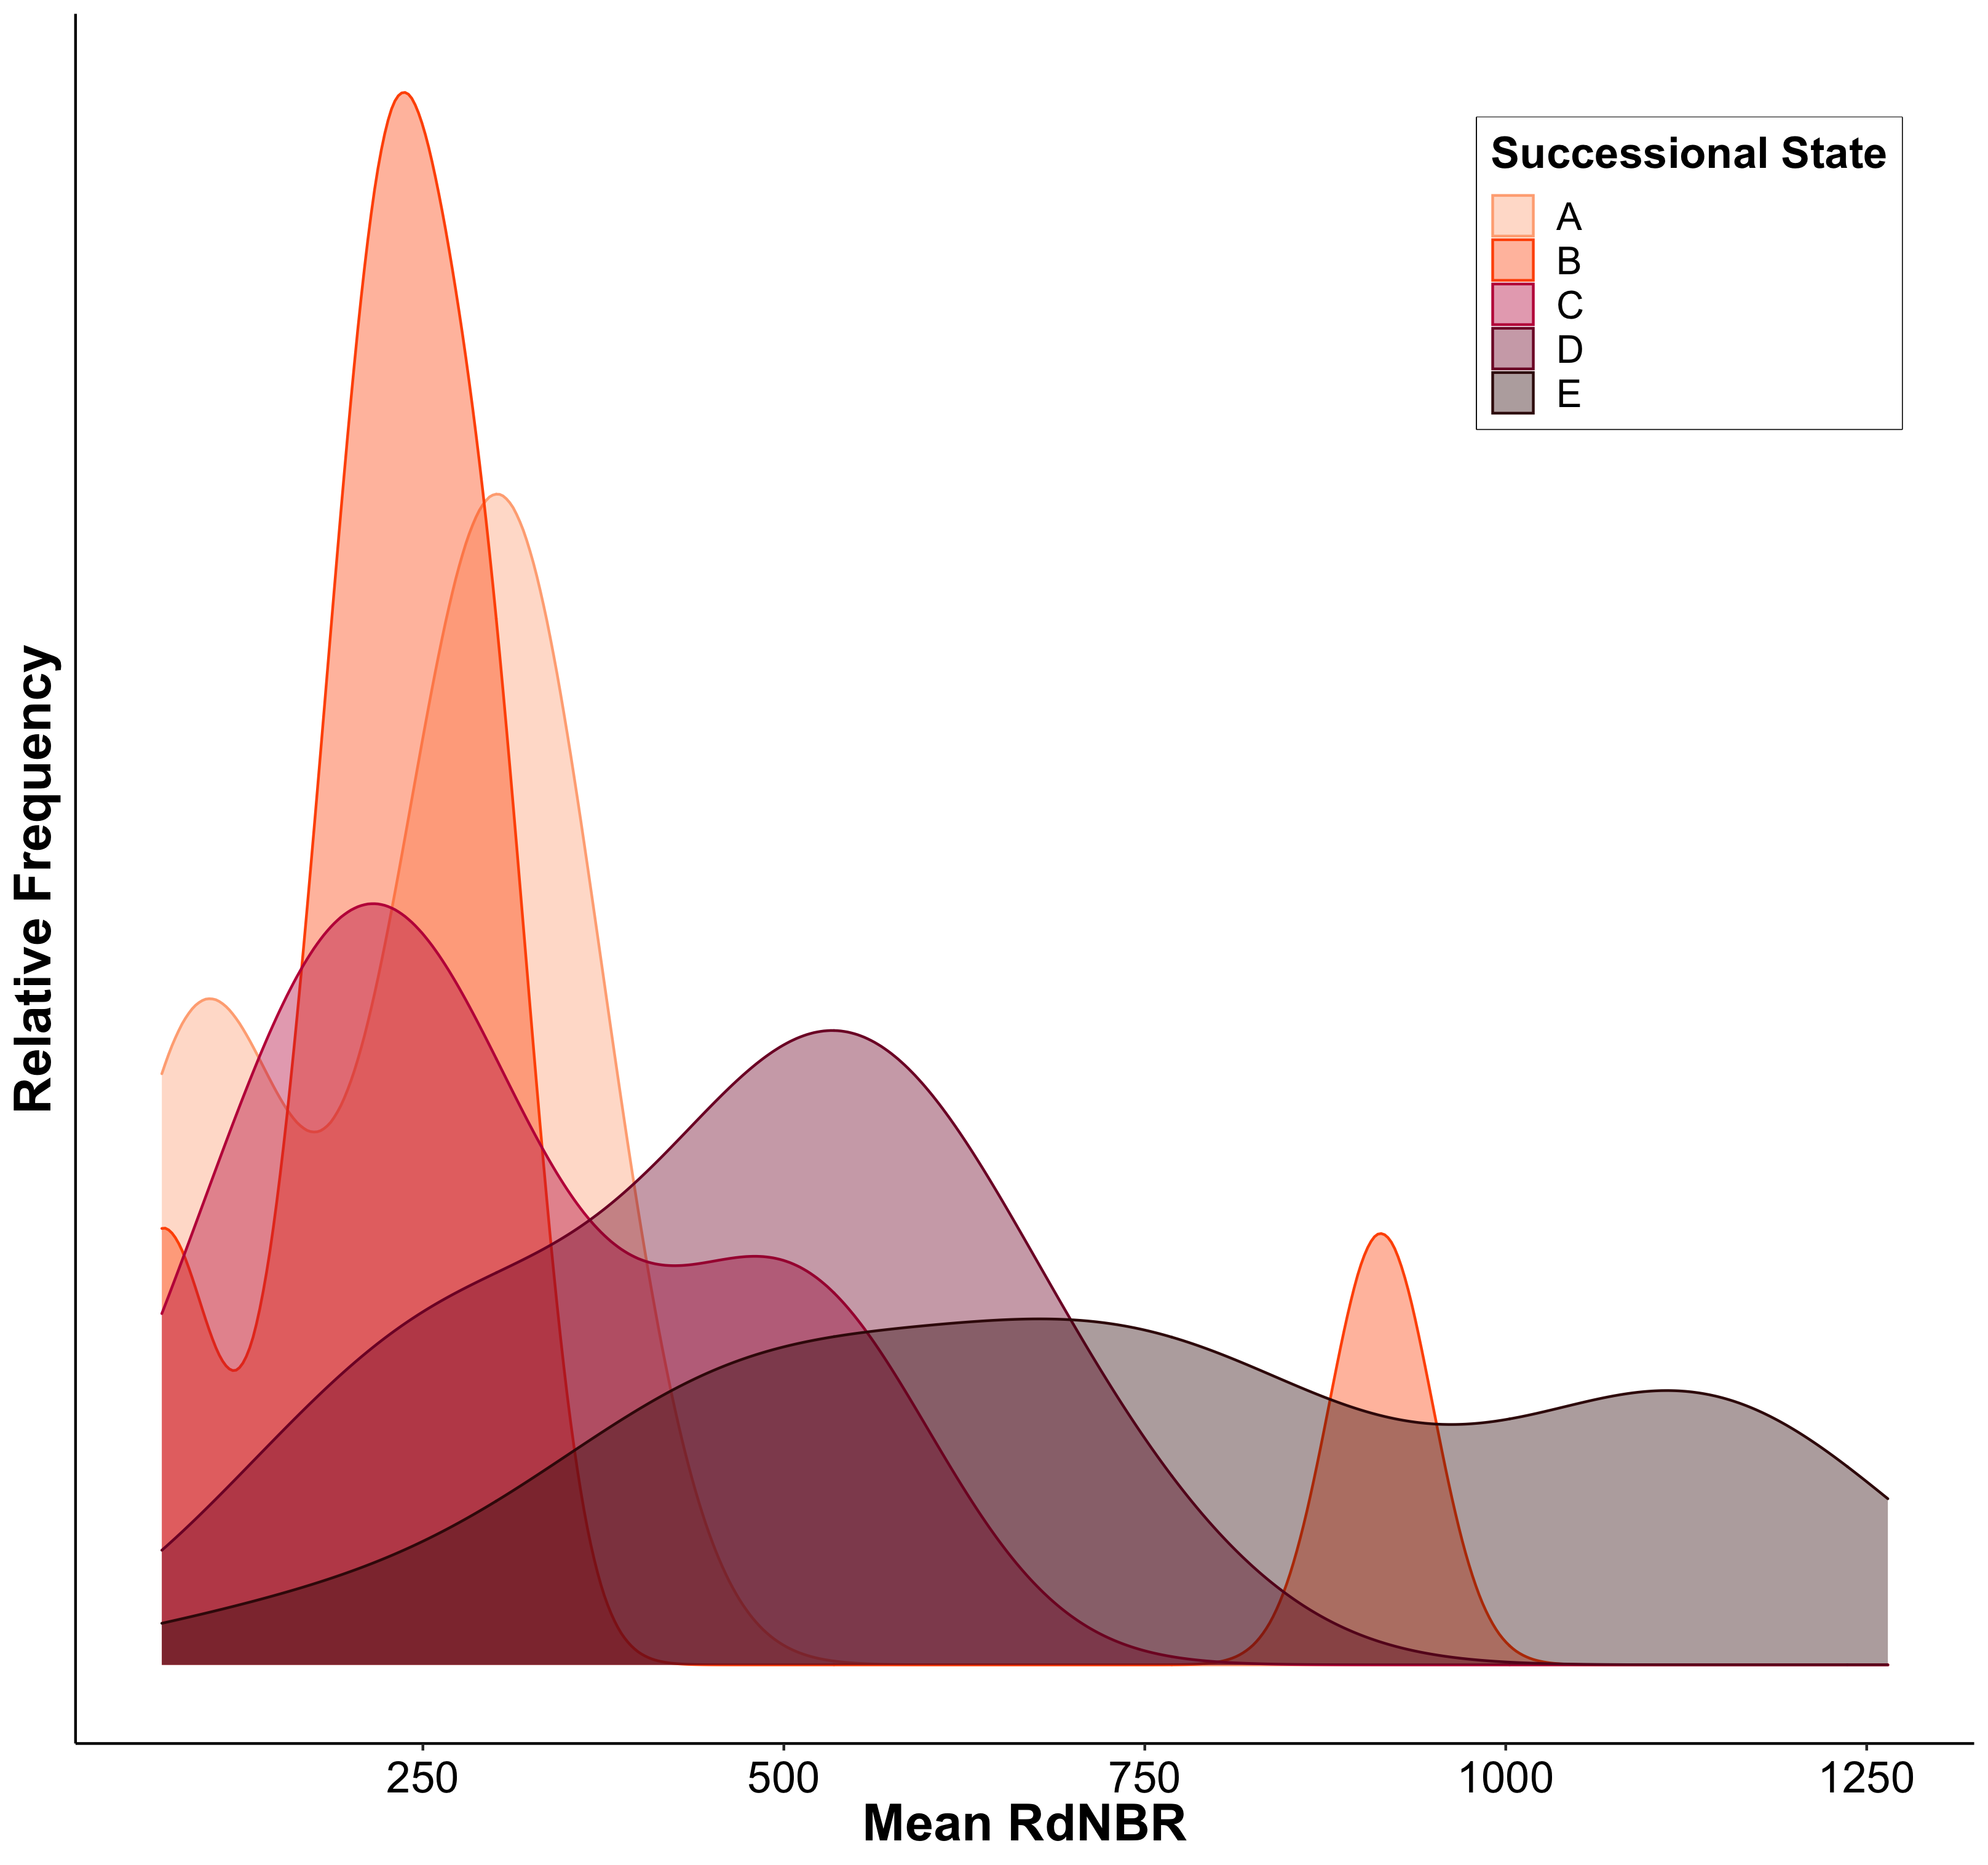 Successional State
A
B
C
D
E
Relative Frequency
250 500 750 1000 1250
Mean RdNBR